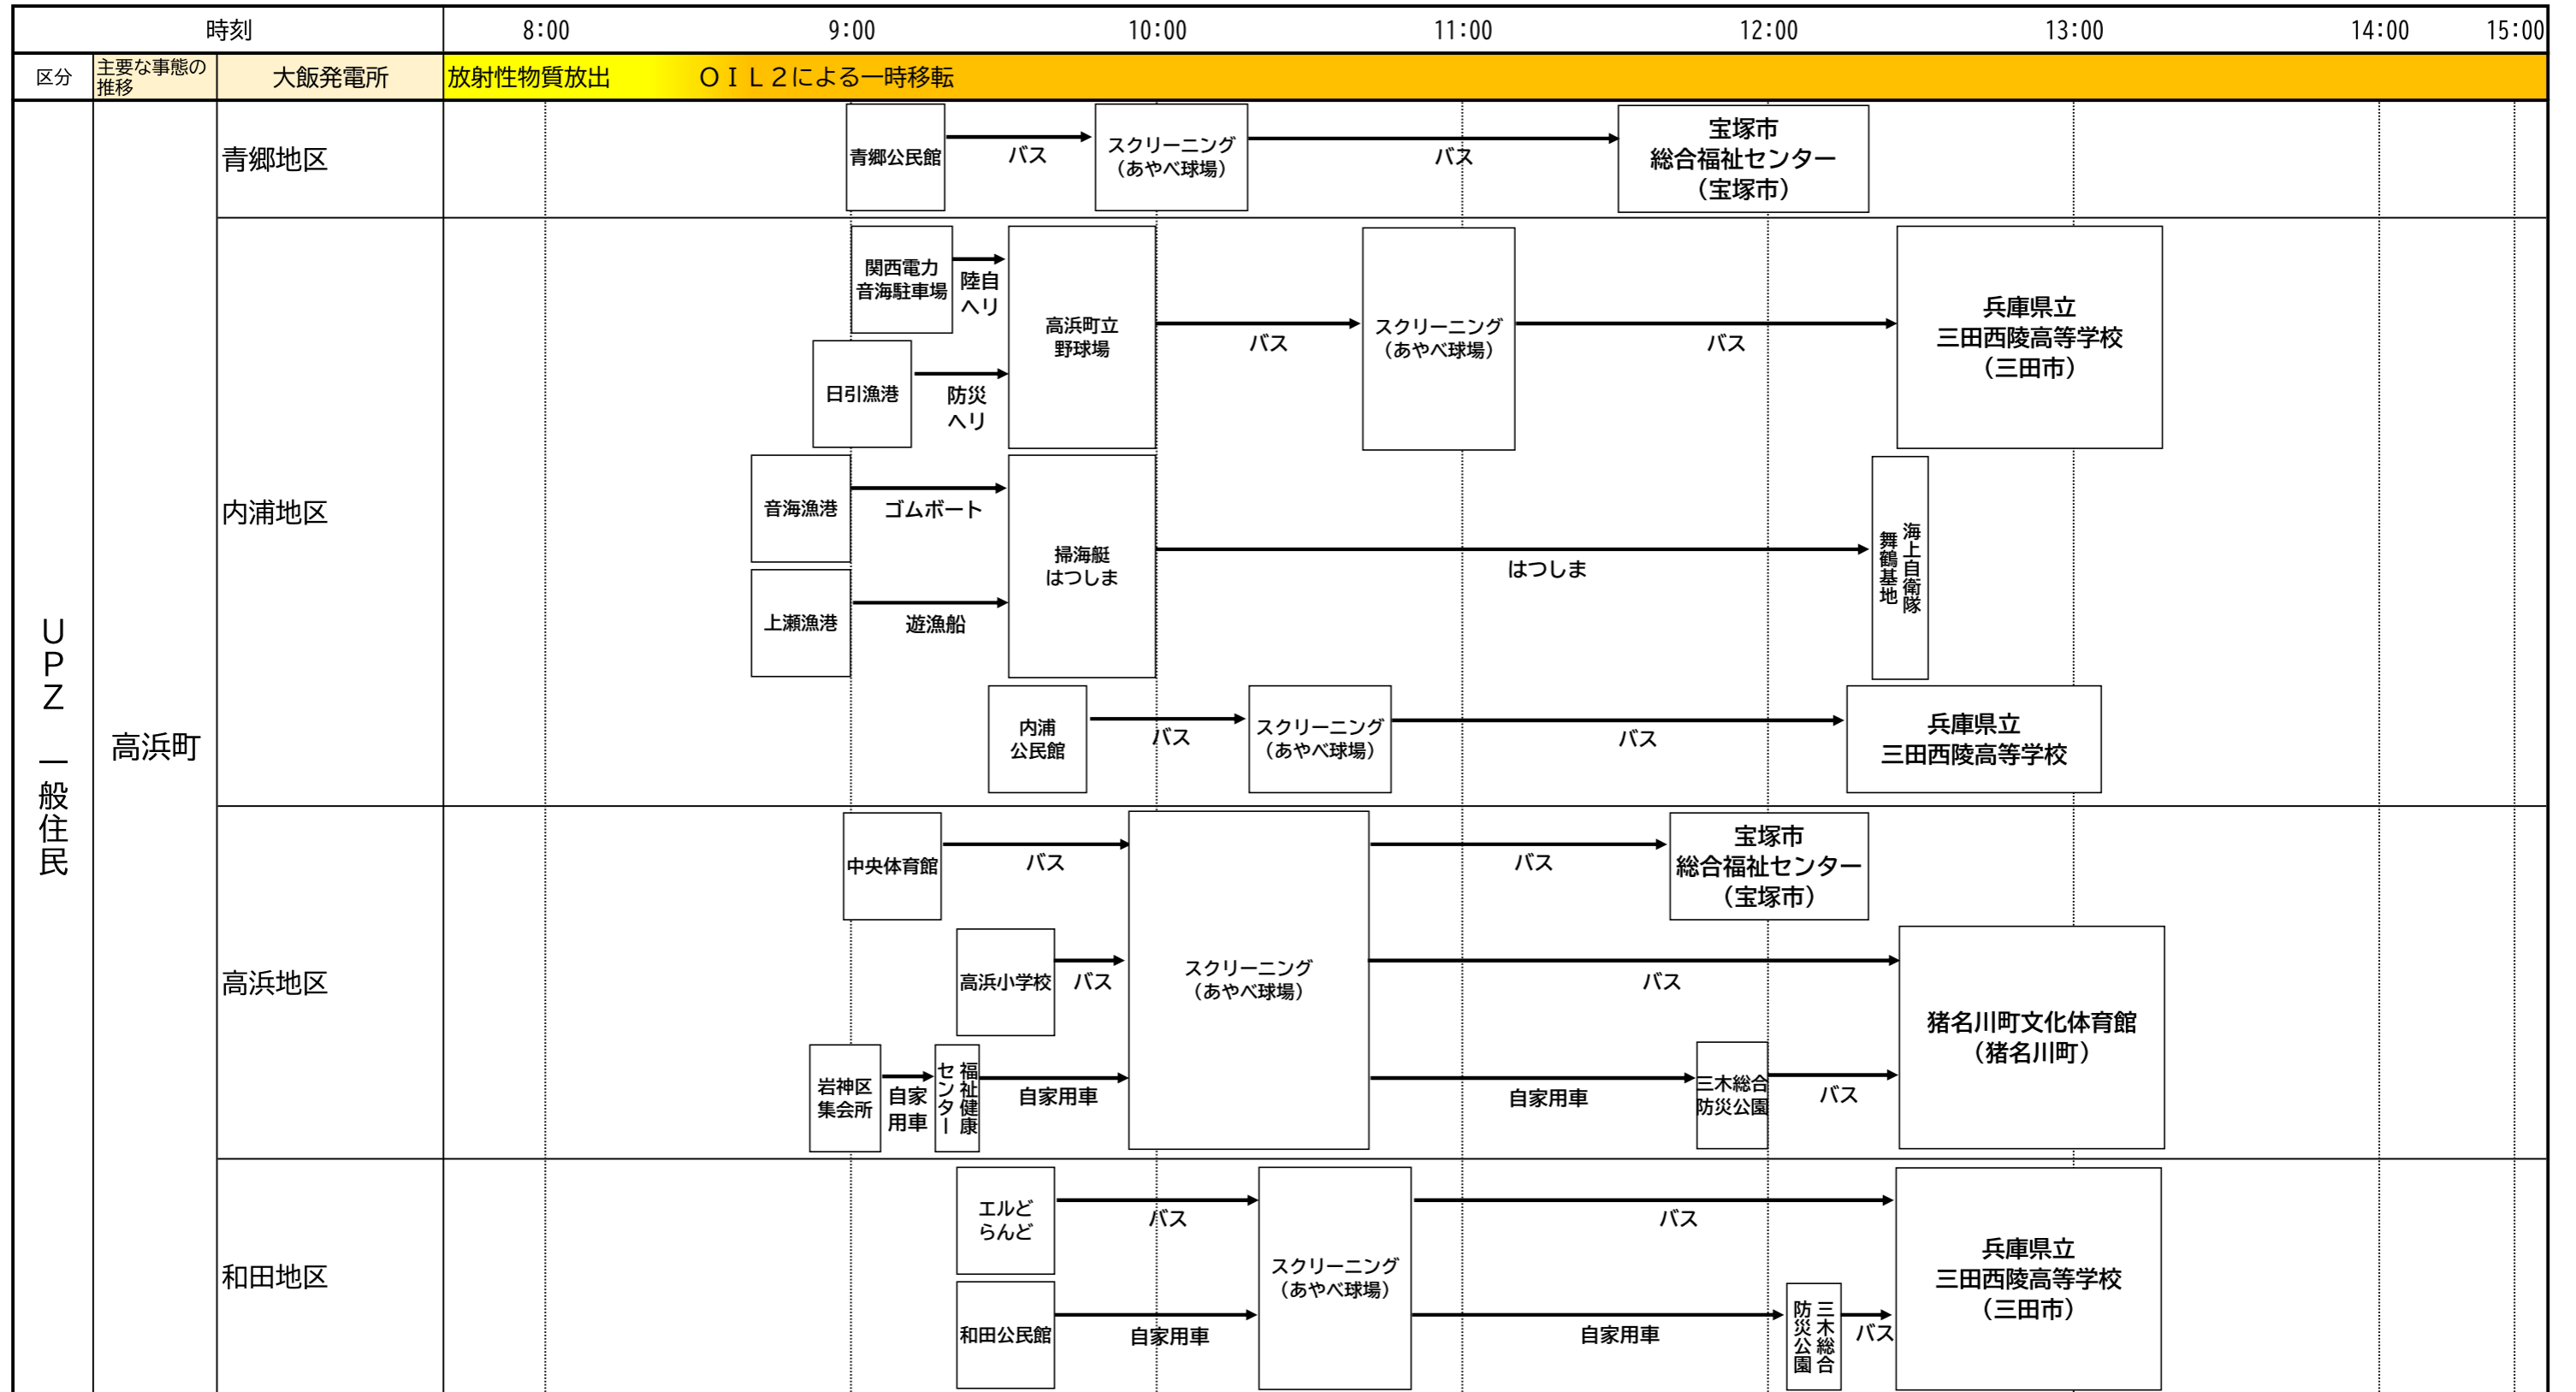 時刻
8:00
9:00
10:00
11:00
12:00
13:00
14:00
15:00
区分
主要な事態の
推移
大飯発電所
放射性物質放出
ＯＩＬ２による一時移転
ＵＰＺ　一般住民
高浜町
青郷地区
青郷公民館
バス
スクリーニング
（あやべ球場）
バス
宝塚市
総合福祉センター
（宝塚市）
内浦地区
関西電力
音海駐車場
陸自
ヘリ
日引漁港
防災
ヘリ
高浜町立
野球場
バス
スクリーニング
（あやべ球場）
バス
兵庫県立
三田西陵高等学校
（三田市）
音海漁港
ゴムボート
上瀬漁港
遊漁船
掃海艇
はつしま
はつしま
海上自衛隊
舞鶴基地
内浦
公民館
バス
スクリーニング
（あやべ球場）
バス
兵庫県立
三田西陵高等学校
高浜地区
中央体育館
バス
高浜小学校
バス
岩神区
集会所
自家
用車
福祉健康
センター
自家用車
スクリーニング
（あやべ球場）
バス
宝塚市
総合福祉センター
（宝塚市）
バス
自家用車
三木総合
防災公園
バス
猪名川町文化体育館
（猪名川町）
和田地区
エルど
らんど
バス
和田公民館
自家用車
スクリーニング
（あやべ球場）
バス
自家用車
三木総合
防災公園
バス
兵庫県立
三田西陵高等学校
（三田市）